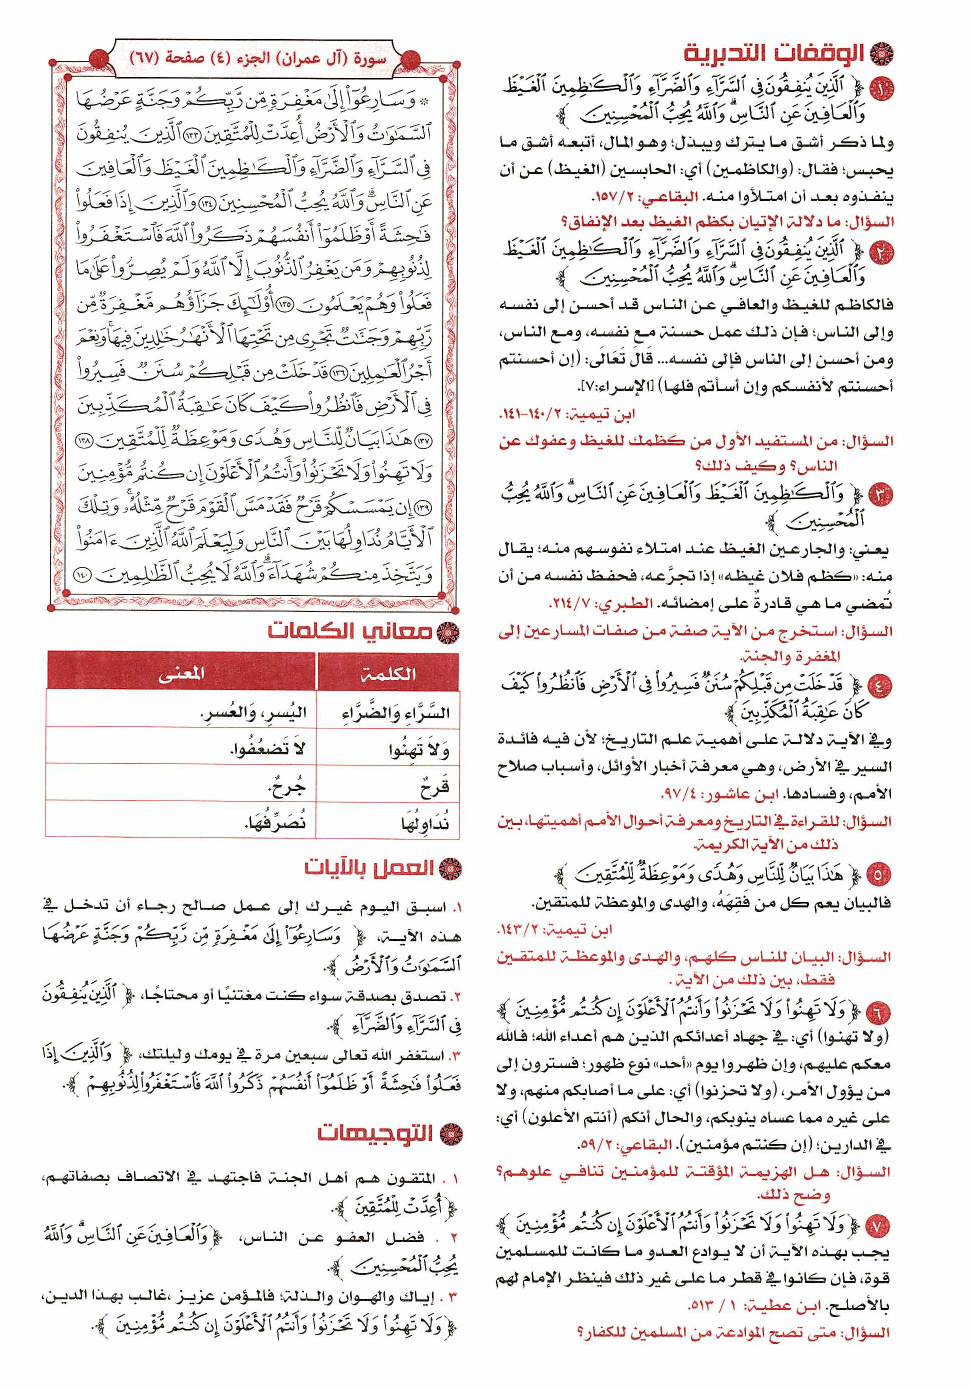 الوقفات التدبرية
١ ﴿ ٱلَّذِينَ يُنفِقُونَ فِى ٱلسَّرَّآءِ وَٱلضَّرَّآءِ وَٱلْكَٰظِمِينَ ٱلْغَيْظَ
وَٱلْعَافِينَ عَنِ ٱلنَّاسِ ۗ وَٱللَّهُ يُحِبُّ ٱلْمُحْسِنِينَ ﴾
ولما ذكر أشق ما يترك ويبذل؛ وهو المال، أتبعه أشق ما
يحبس؛ فقال: (والكاظمين) أي: الحابسين (الغيظ) عن أن
ينفذوه بعد أن امتلأوا منه. البقاعي: ١٥٧/٢.
السؤال: ما دلالة الإتيان بكظم الغيظ بعد الإنفاق؟
٢ ﴿ ٱلَّذِينَ يُنفِقُونَ فِى ٱلسَّرَّآءِ وَٱلضَّرَّآءِ وَٱلْكَٰظِمِينَ ٱلْغَيْظَ
وَٱلْعَافِينَ عَنِ ٱلنَّاسِ ۗ وَٱللَّهُ يُحِبُّ ٱلْمُحْسِنِينَ ﴾
فالكاظم للغيظ والعافي عن الناس قد أحسن إلى نفسه
وإلى الناس؛ فإن ذلك عمل حسنة مع نفسه، ومع الناس،
ومن أحسن إلى الناس فإلى نفسه... قَالَ تَعَالَى: (إن أحسنتم
أحسنتم لأنفسكم وإن أسأتم فلها) [الإسراء:٧].
ابن تيمية: ١٤٠/٢-١٤١.
السؤال: من المستفيد الأول من كظمك للغيظ وعفوك عن
الناس؟ وكيف ذلك؟
٣ ﴿ وَٱلْكَٰظِمِينَ ٱلْغَيْظَ وَٱلْعَافِينَ عَنِ ٱلنَّاسِ ۗ وَٱللَّهُ يُحِبُّ
ٱلْمُحْسِنِينَ ﴾
يعني: والجارعين الغيظ عند امتلاء نفوسهم منه؛ يقال
منه: «كظم فلان غيظه» إذا تجرَّعه، فحفظ نفسه من أن
تُمضي ما هي قادرةٌ على إمضائه. الطبري: ٢١٤/٧.
السؤال: استخرج من الآية صفة من صفات المسارعين إلى
المغفرة والجنة.
٤ ﴿ قَدْ خَلَتْ مِن قَبْلِكُمْ سُنَنٌ فَسِيرُوا۟ فِى ٱلْأَرْضِ فَٱنظُرُوا۟ كَيْفَ
كَانَ عَٰقِبَةُ ٱلْمُكَذِّبِينَ ﴾
وفي الآية دلالة على أهمية علم التاريخ؛ لأن فيه فائدة
السير في الأرض، وهي معرفة أخبار الأوائل، وأسباب صلاح
الأمم، وفسادها. ابن عاشور: ٩٧/٤.
السؤال: للقراءة في التاريخ ومعرفة أحوال الأمم أهميتها، بين
ذلك من الآية الكريمة.
٥ ﴿ هَٰذَا بَيَانٌ لِّلنَّاسِ وَهُدًى وَمَوْعِظَةٌ لِّلْمُتَّقِينَ ﴾
فالبيان يعم كل من فَقِهَهُ، والهدى والموعظة للمتقين.
ابن تيمية: ١٤٣/٢.
السؤال: البيان للناس كلهم، والهدى والموعظة للمتقين
فقط، بين ذلك من الآية.
٦ ﴿ وَلَا تَهِنُوا۟ وَلَا تَحْزَنُوا۟ وَأَنتُمُ ٱلْأَعْلَوْنَ إِن كُنتُم مُّؤْمِنِينَ ﴾
(ولا تهنوا) أي: في جهاد أعدائكم الذين هم أعداء الله؛ فالله
معكم عليهم، وإن ظهروا يوم «أحد» نوع ظهور؛ فسترون إلى
من يؤول الأمر، (ولا تحزنوا) أي: على ما أصابكم منهم، ولا
على غيره مما عساه ينوبكم، والحال أنكم (أنتم الأعلون) أي:
في الدارين؛ (إن كنتم مؤمنين). البقاعي: ٥٩/٢.
السؤال: هل الهزيمة المؤقتة للمؤمنين تنافي علوهم؟
وضح ذلك.
٧ ﴿ وَلَا تَهِنُوا۟ وَلَا تَحْزَنُوا۟ وَأَنتُمُ ٱلْأَعْلَوْنَ إِن كُنتُم مُّؤْمِنِينَ ﴾
يجب بهذه الآية أن لا يوادع العدو ما كانت للمسلمين
قوة، فإن كانوا في قطر ما على غير ذلك فينظر الإمام لهم
بالأصلح. ابن عطية: ١ / ٥١٣.
السؤال: متى تصح الموادعة من المسلمين للكفار؟
سورة (آل عمران) الجزء (٤) صفحة (٦٧)
۞ وَسَارِعُوٓا۟ إِلَىٰ مَغْفِرَةٍ مِّن رَّبِّكُمْ وَجَنَّةٍ عَرْضُهَا
ٱلسَّمَٰوَٰتُ وَٱلْأَرْضُ أُعِدَّتْ لِلْمُتَّقِينَ ١٣٣ ٱلَّذِينَ يُنفِقُونَ
فِى ٱلسَّرَّآءِ وَٱلضَّرَّآءِ وَٱلْكَٰظِمِينَ ٱلْغَيْظَ وَٱلْعَافِينَ
عَنِ ٱلنَّاسِ ۗ وَٱللَّهُ يُحِبُّ ٱلْمُحْسِنِينَ ١٣٤ وَٱلَّذِينَ إِذَا فَعَلُوا۟
فَٰحِشَةً أَوْ ظَلَمُوٓا۟ أَنفُسَهُمْ ذَكَرُوا۟ ٱللَّهَ فَٱسْتَغْفَرُوا۟
لِذُنُوبِهِمْ وَمَن يَغْفِرُ ٱلذُّنُوبَ إِلَّا ٱللَّهُ وَلَمْ يُصِرُّوا۟ عَلَىٰ مَا
فَعَلُوا۟ وَهُمْ يَعْلَمُونَ ١٣٥ أُو۟لَٰٓئِكَ جَزَآؤُهُم مَّغْفِرَةٌ مِّن
رَّبِّهِمْ وَجَنَّٰتٌ تَجْرِى مِن تَحْتِهَا ٱلْأَنْهَٰرُ خَٰلِدِينَ فِيهَا ۚ وَنِعْمَ
أَجْرُ ٱلْعَٰمِلِينَ ١٣٦ قَدْ خَلَتْ مِن قَبْلِكُمْ سُنَنٌ فَسِيرُوا۟
فِى ٱلْأَرْضِ فَٱنظُرُوا۟ كَيْفَ كَانَ عَٰقِبَةُ ٱلْمُكَذِّبِينَ
١٣٧ هَٰذَا بَيَانٌ لِّلنَّاسِ وَهُدًى وَمَوْعِظَةٌ لِّلْمُتَّقِينَ ١٣٨
وَلَا تَهِنُوا۟ وَلَا تَحْزَنُوا۟ وَأَنتُمُ ٱلْأَعْلَوْنَ إِن كُنتُم مُّؤْمِنِينَ
١٣٩ إِن يَمْسَسْكُمْ قَرْحٌ فَقَدْ مَسَّ ٱلْقَوْمَ قَرْحٌ مِّثْلُهُۥ ۚ وَتِلْكَ
ٱلْأَيَّامُ نُدَاوِلُهَا بَيْنَ ٱلنَّاسِ وَلِيَعْلَمَ ٱللَّهُ ٱلَّذِينَ ءَامَنُوا۟
وَيَتَّخِذَ مِنكُمْ شُهَدَآءَ ۗ وَٱللَّهُ لَا يُحِبُّ ٱلظَّٰلِمِينَ ١٤٠
معاني الكلمات
الكلمة المعنى
السَّرَّاءِ وَالضَّرَّاءِ اليُسرِ، وَالعُسرِ.
وَلَا تَهِنُوا لَا تَضعُفُوا.
قَرحٌ جُرحٌ.
نُدَاوِلُهَا نُصَرِّفُهَا.
العمل بالآيات
١. اسبق اليوم غيرك إلى عمل صالح رجاء أن تدخل في
هذه الآية، ﴿ وَسَارِعُوٓا۟ إِلَىٰ مَغْفِرَةٍ مِّن رَّبِّكُمْ وَجَنَّةٍ عَرْضُهَا
ٱلسَّمَٰوَٰتُ وَٱلْأَرْضُ ﴾.
٢. تصدق بصدقة سواء كنت مغتنيًا أو محتاجًا، ﴿ ٱلَّذِينَ يُنفِقُونَ
فِى ٱلسَّرَّآءِ وَٱلضَّرَّآءِ ﴾.
٣. استغفر الله تعالى سبعين مرة في يومك وليلتك، ﴿ وَٱلَّذِينَ إِذَا
فَعَلُوا۟ فَٰحِشَةً أَوْ ظَلَمُوٓا۟ أَنفُسَهُمْ ذَكَرُوا۟ ٱللَّهَ فَٱسْتَغْفَرُوا۟ لِذُنُوبِهِمْ ﴾.
التوجيهات
١ . المتقون هم أهل الجنة فاجتهد في الاتصاف بصفاتهم،
﴿ أُعِدَّتْ لِلْمُتَّقِينَ ﴾.
٢ . فضل العفو عن الناس، ﴿ وَٱلْعَافِينَ عَنِ ٱلنَّاسِ ۗ وَٱللَّهُ
يُحِبُّ ٱلْمُحْسِنِينَ ﴾.
٣ . إياك والهوان والذلة؛ فالمؤمن عزيز ،غالب بهذا الدين،
﴿ وَلَا تَهِنُوا۟ وَلَا تَحْزَنُوا۟ وَأَنتُمُ ٱلْأَعْلَوْنَ إِن كُنتُم مُّؤْمِنِينَ ﴾.